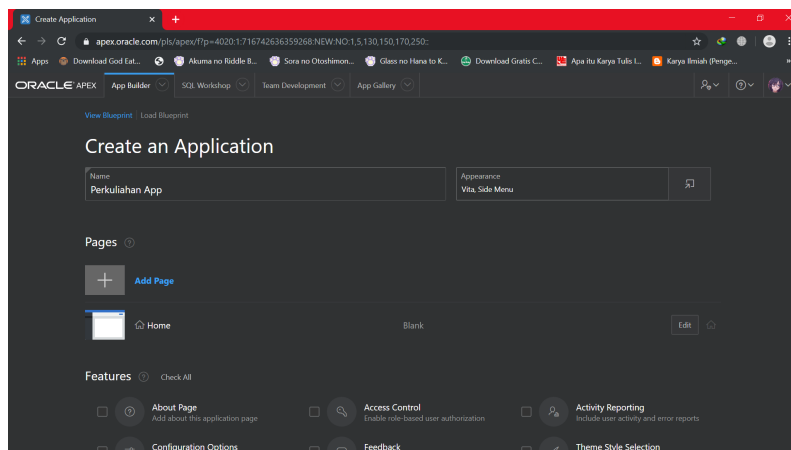 Create Application
apex.oracle.com/pls/apex/f?p=4020:1:716742636359268:NEW:NO:1,5,130,150,170,250::
Apps Download God Eat... Akuma no Riddle B... Sora no Otoshimon... Glass no Hana to K... Download Gratis C... Apa itu Karya Tulis I... Karya Ilmiah (Penge...
ORACLE APEX App Builder SQL Workshop Team Development App Gallery
View Blueprint Load Blueprint
Create an Application
Name Appearance
Perkuliahan App Vita, Side Menu
Pages
Add Page
Home Blank Edit
Features Check All
About Page Access Control Activity Reporting
Add about this application page Enable role-based user authorization Include user activity and error reports
Configuration Options Feedback Theme Style Selection